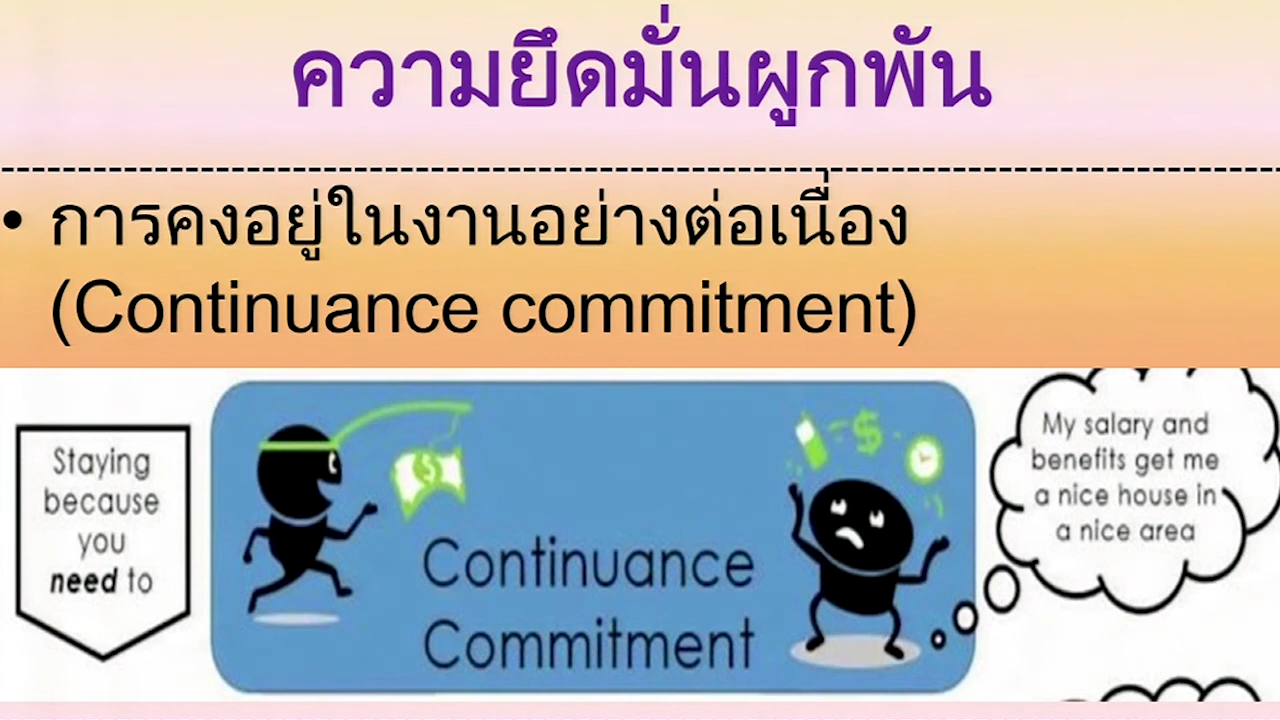 ความยึดมั่นผูกพัน
• การคงอยู่ในงานอย่างต่อเนื่อง
(Continuance commitment)
Staying
because
you
need to
Continuance
Commitment
My salary and
benefits get me
a nice house in
a nice area